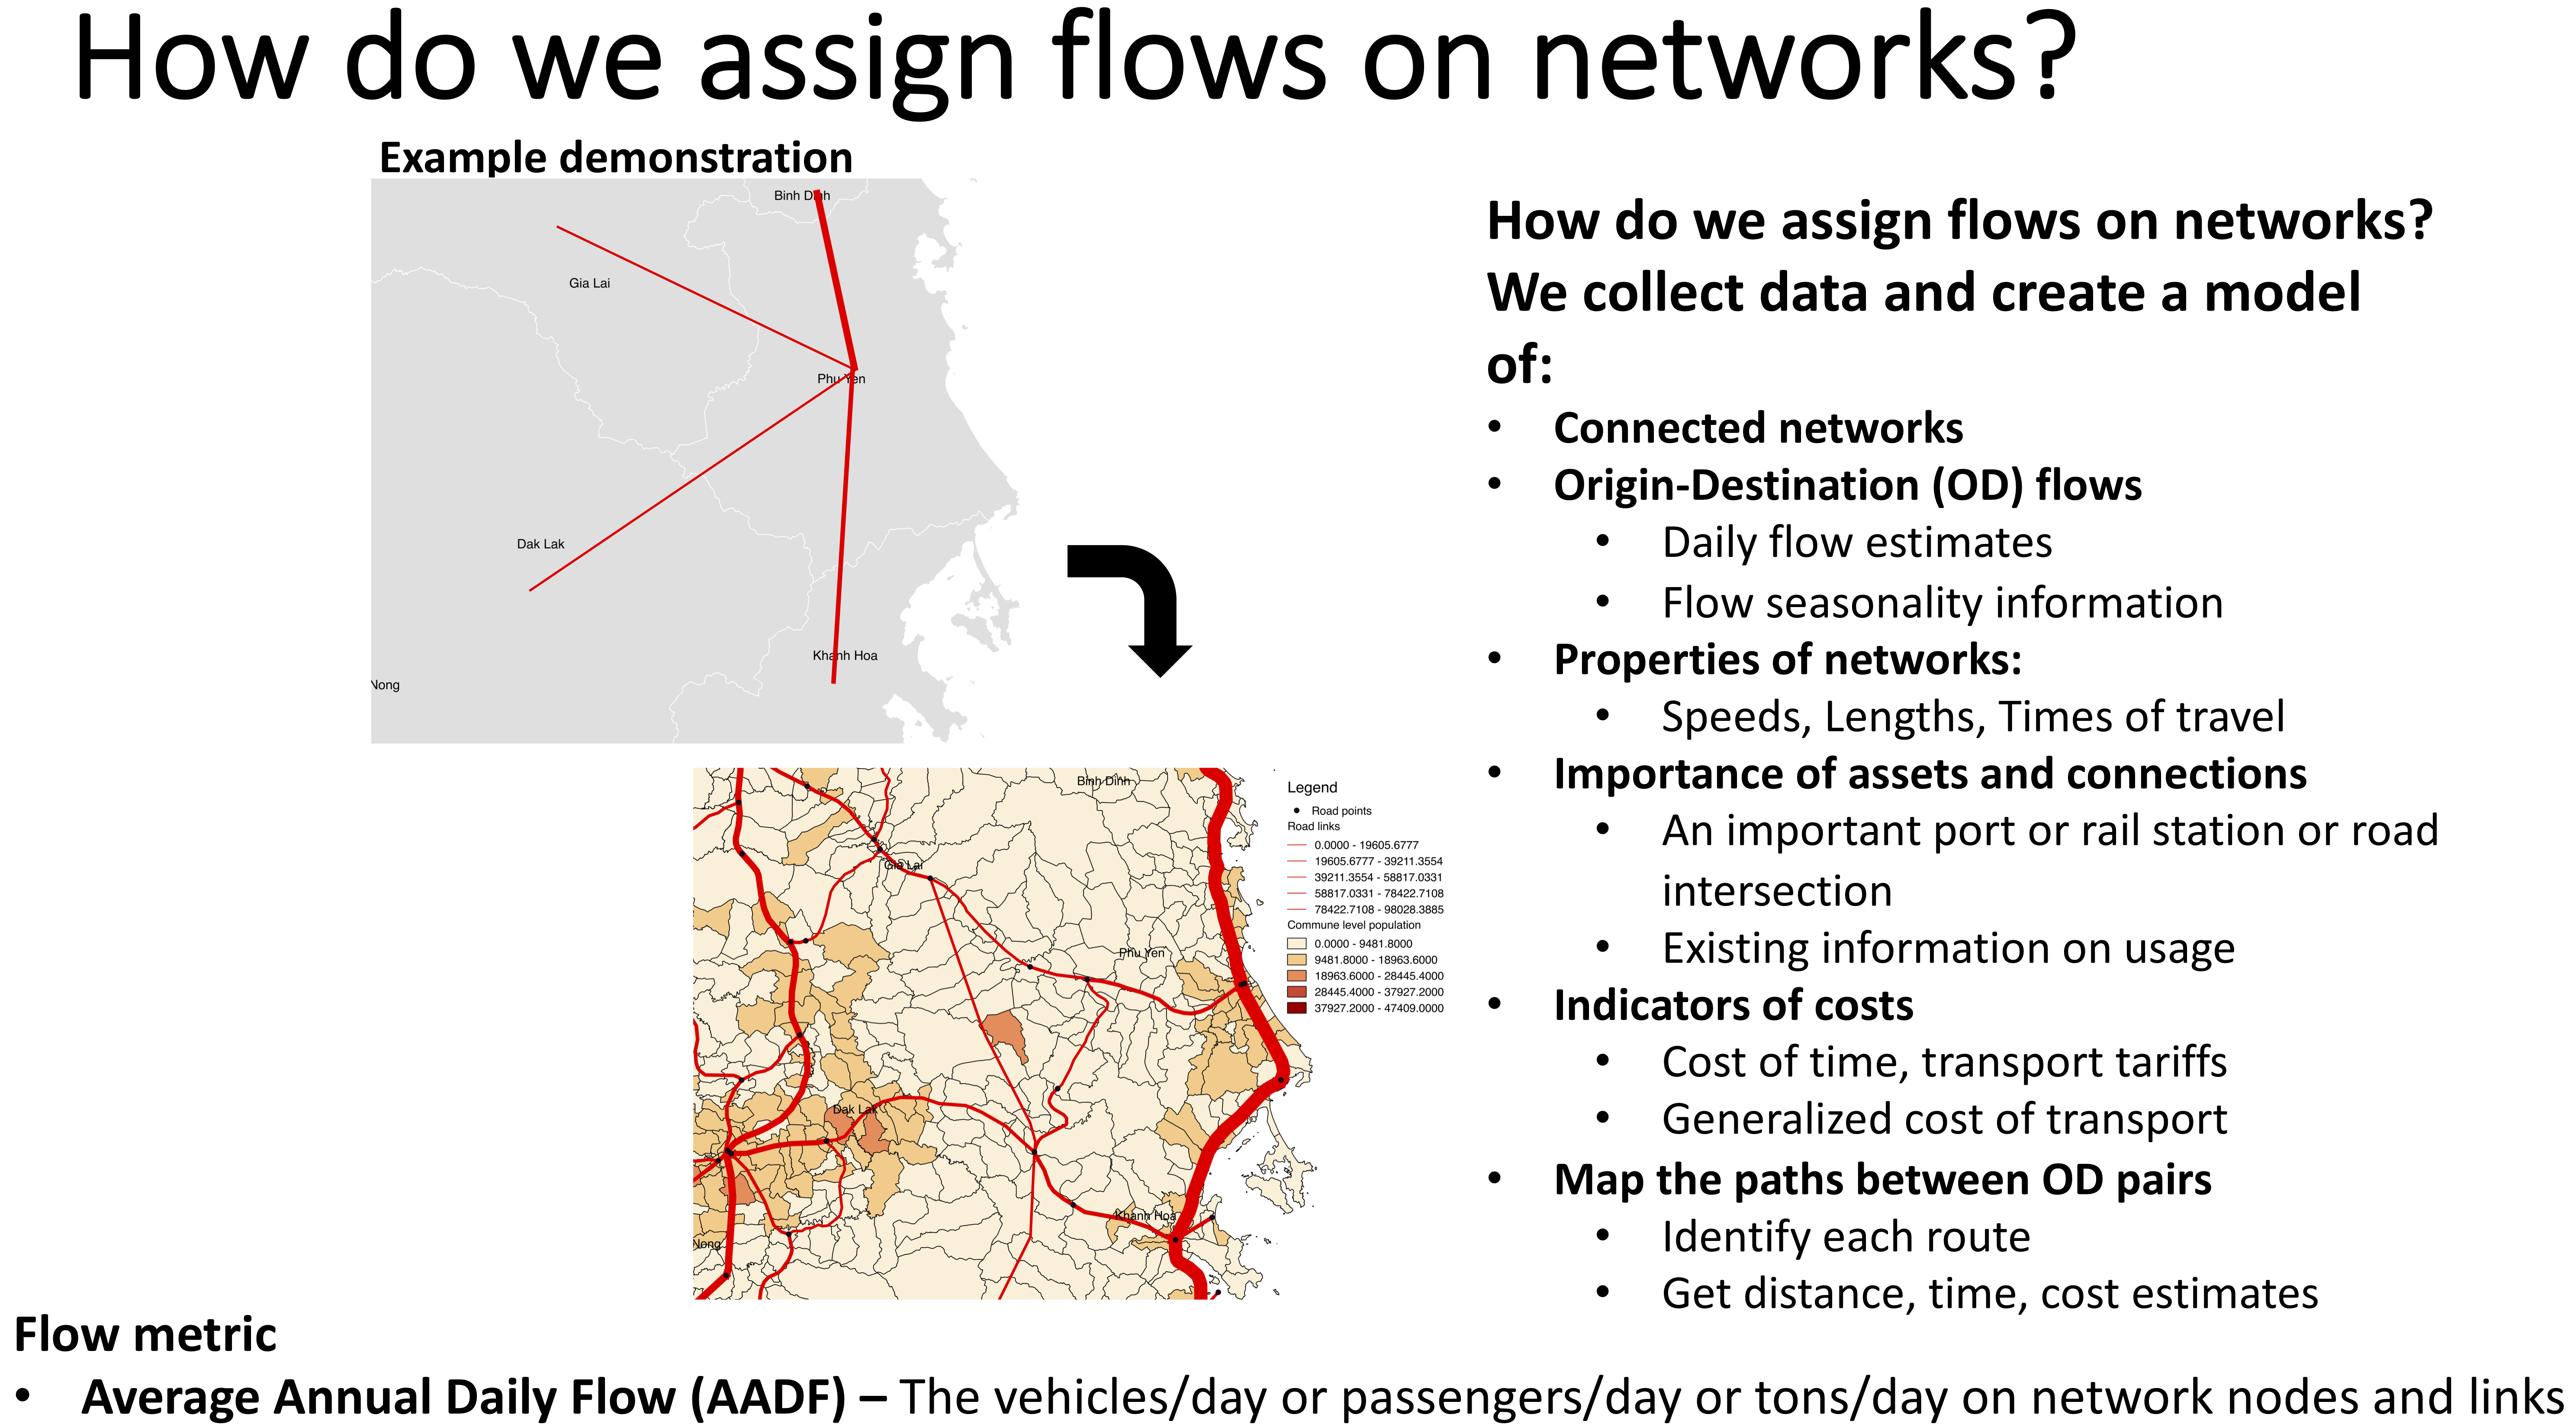 How do we assign flows on networks?
Example demonstration
Binh Dinh
Gia Lai
Phu Yen
Dak Lak
Khanh Hoa
Nong
Binh Dinh
Gia Lai
Phu Yen
Dak Lak
Khanh Hoa
Nong
Legend
Road points
Road links
0.0000 - 19605.6777
19605.6777 - 39211.3554
39211.3554 - 58817.0331
58817.0331 - 78422.7108
78422.7108 - 98028.3885
Commune level population
0.0000 - 9481.8000
9481.8000 - 18963.6000
18963.6000 - 28445.4000
28445.4000 - 37927.2000
37927.2000 - 47409.0000
How do we assign flows on networks?
We collect data and create a model
of:
• Connected networks
• Origin-Destination (OD) flows
• Daily flow estimates
• Flow seasonality information
• Properties of networks:
• Speeds, Lengths, Times of travel
• Importance of assets and connections
• An important port or rail station or road
intersection
• Existing information on usage
• Indicators of costs
• Cost of time, transport tariffs
• Generalized cost of transport
• Map the paths between OD pairs
• Identify each route
• Get distance, time, cost estimates
Flow metric
• Average Annual Daily Flow (AADF) – The vehicles/day or passengers/day or tons/day on network nodes and links